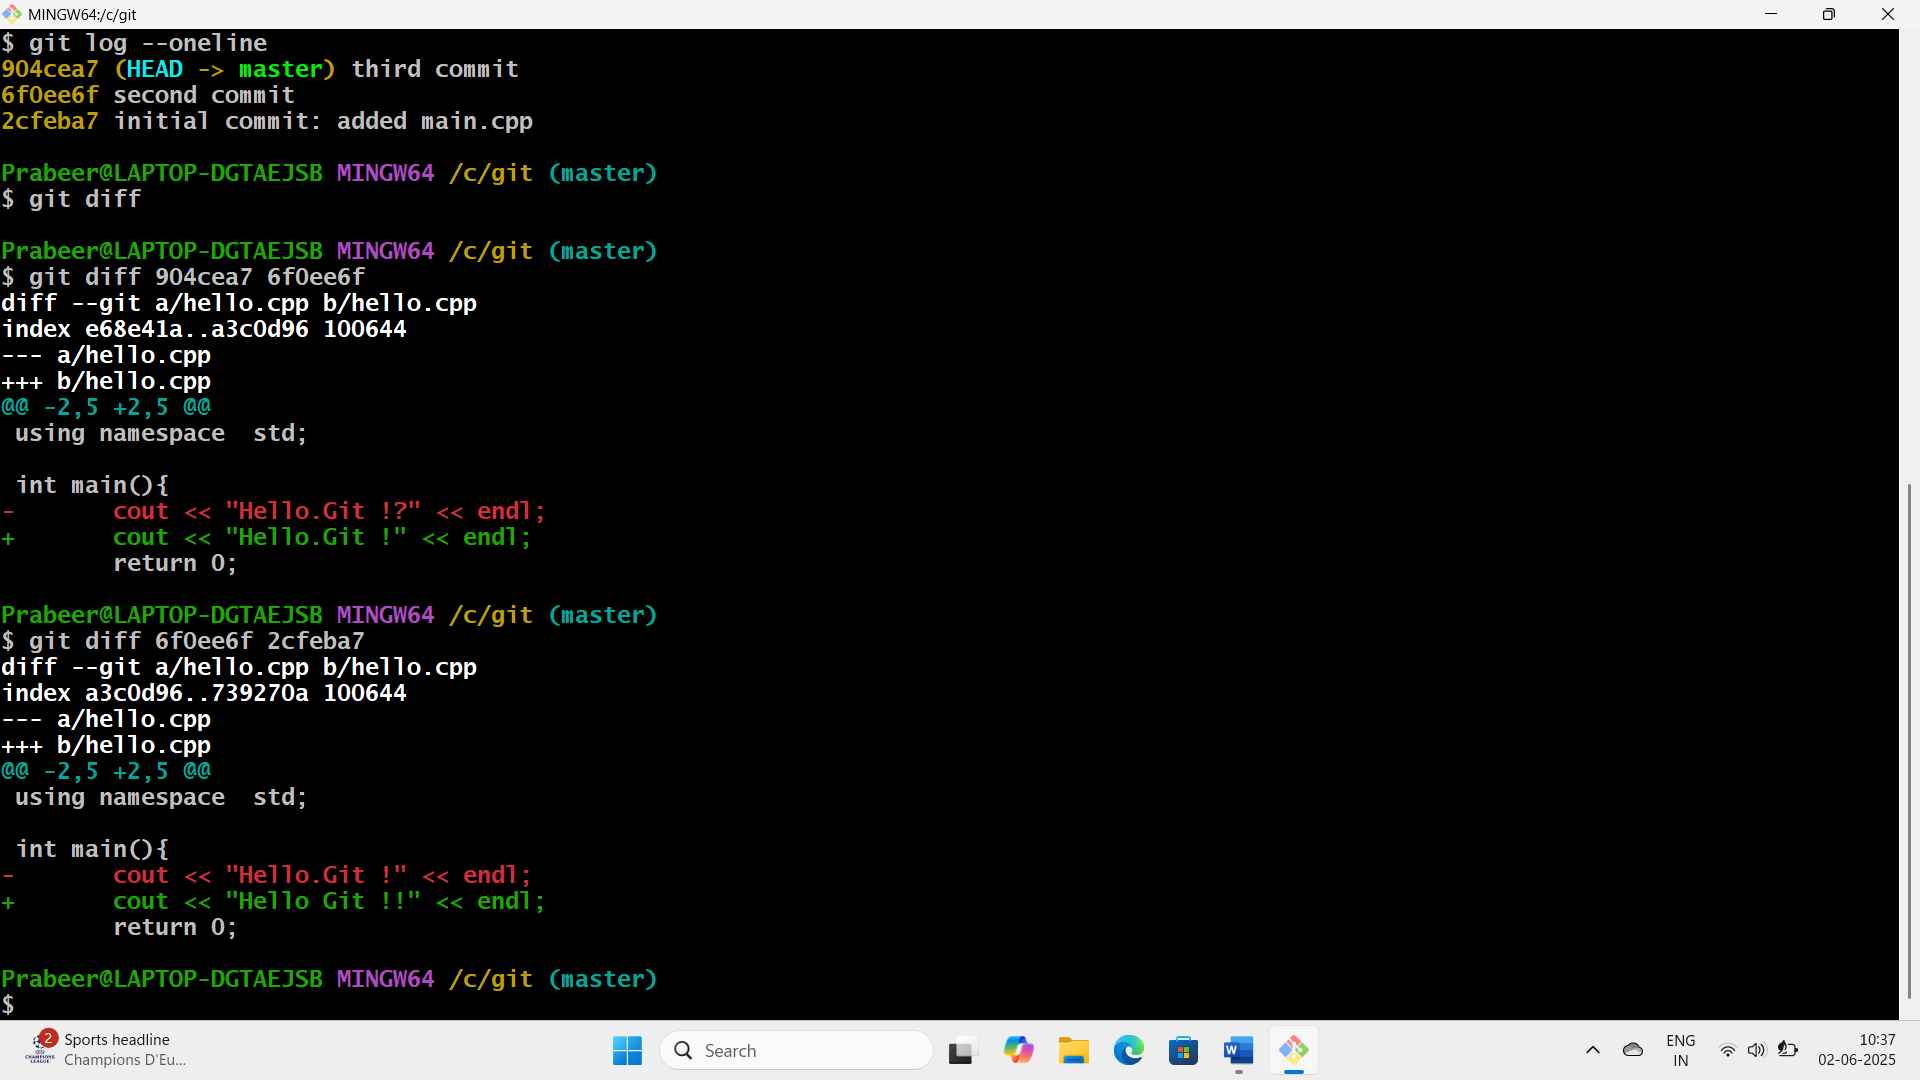 MINGW64:/c/git
$ git log --oneline
904cea7 (HEAD -> master) third commit
6f0ee6f second commit
2cfeba7 initial commit: added main.cpp
Prabeer@LAPTOP-DGTAEJSB MINGW64 /c/git (master)
$ git diff
Prabeer@LAPTOP-DGTAEJSB MINGW64 /c/git (master)
$ git diff 904cea7 6f0ee6f
diff --git a/hello.cpp b/hello.cpp
index e68e41a..a3c0d96 100644
--- a/hello.cpp
+++ b/hello.cpp
@@ -2,5 +2,5 @@
 using namespace  std;
 int main(){
-       cout << "Hello.Git !?" << endl;
+       cout << "Hello.Git !" << endl;
        return 0;
Prabeer@LAPTOP-DGTAEJSB MINGW64 /c/git (master)
$ git diff 6f0ee6f 2cfeba7
diff --git a/hello.cpp b/hello.cpp
index a3c0d96..739270a 100644
--- a/hello.cpp
+++ b/hello.cpp
@@ -2,5 +2,5 @@
 using namespace  std;
 int main(){
-       cout << "Hello.Git !" << endl;
+       cout << "Hello Git !!" << endl;
        return 0;
Prabeer@LAPTOP-DGTAEJSB MINGW64 /c/git (master)
$
2
Sports headline
Champions D'Eu...
Search
W
ENG
IN
10:37
02-06-2025